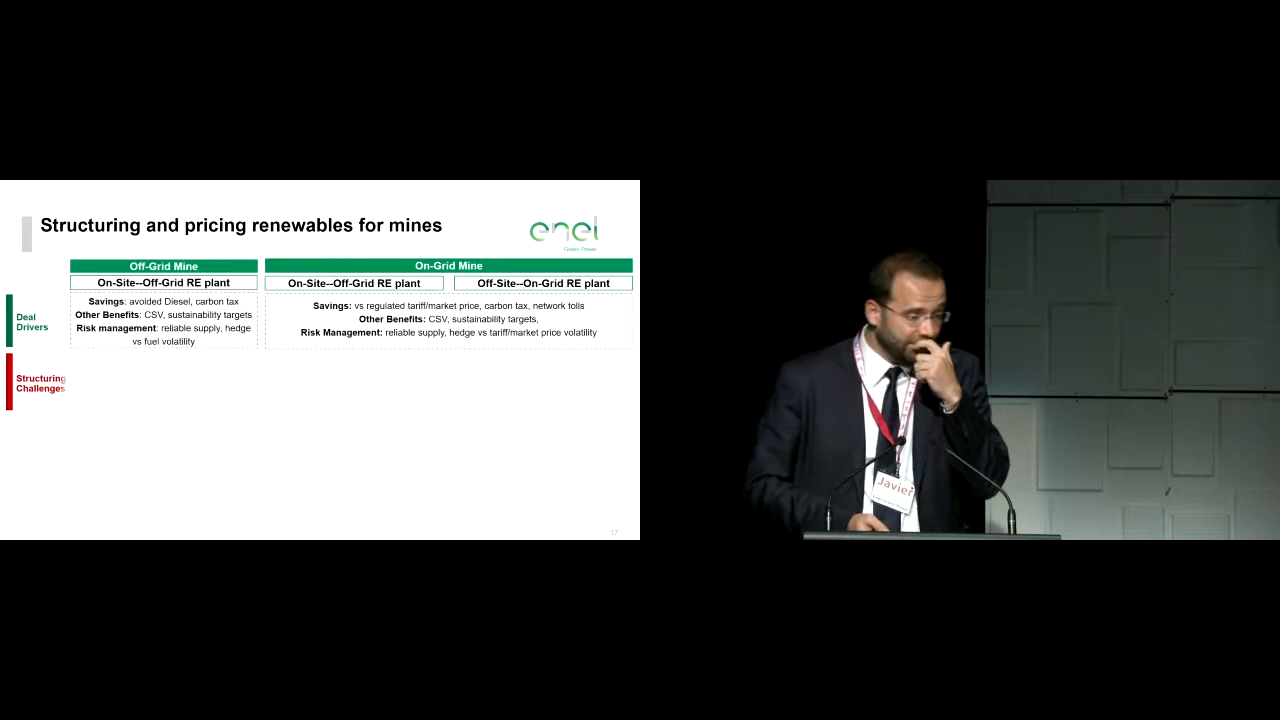 Structuring and pricing renewables for mines
enel
Green Power
Off-Grid Mine
On-Grid Mine
On-Site--Off-Grid RE plant
On-Site--Off-Grid RE plant
Off-Site--On-Grid RE plant
Deal
Drivers
Savings: avoided Diesel, carbon tax
Other Benefits: CSV, sustainability targets
Risk management: reliable supply, hedge
vs fuel volatility
Savings: vs regulated tariff/market price, carbon tax, network tolls
Other Benefits: CSV, sustainability targets,
Risk Management: reliable supply, hedge vs tariff/market price volatility
Structuring
Challenges
17
Javier